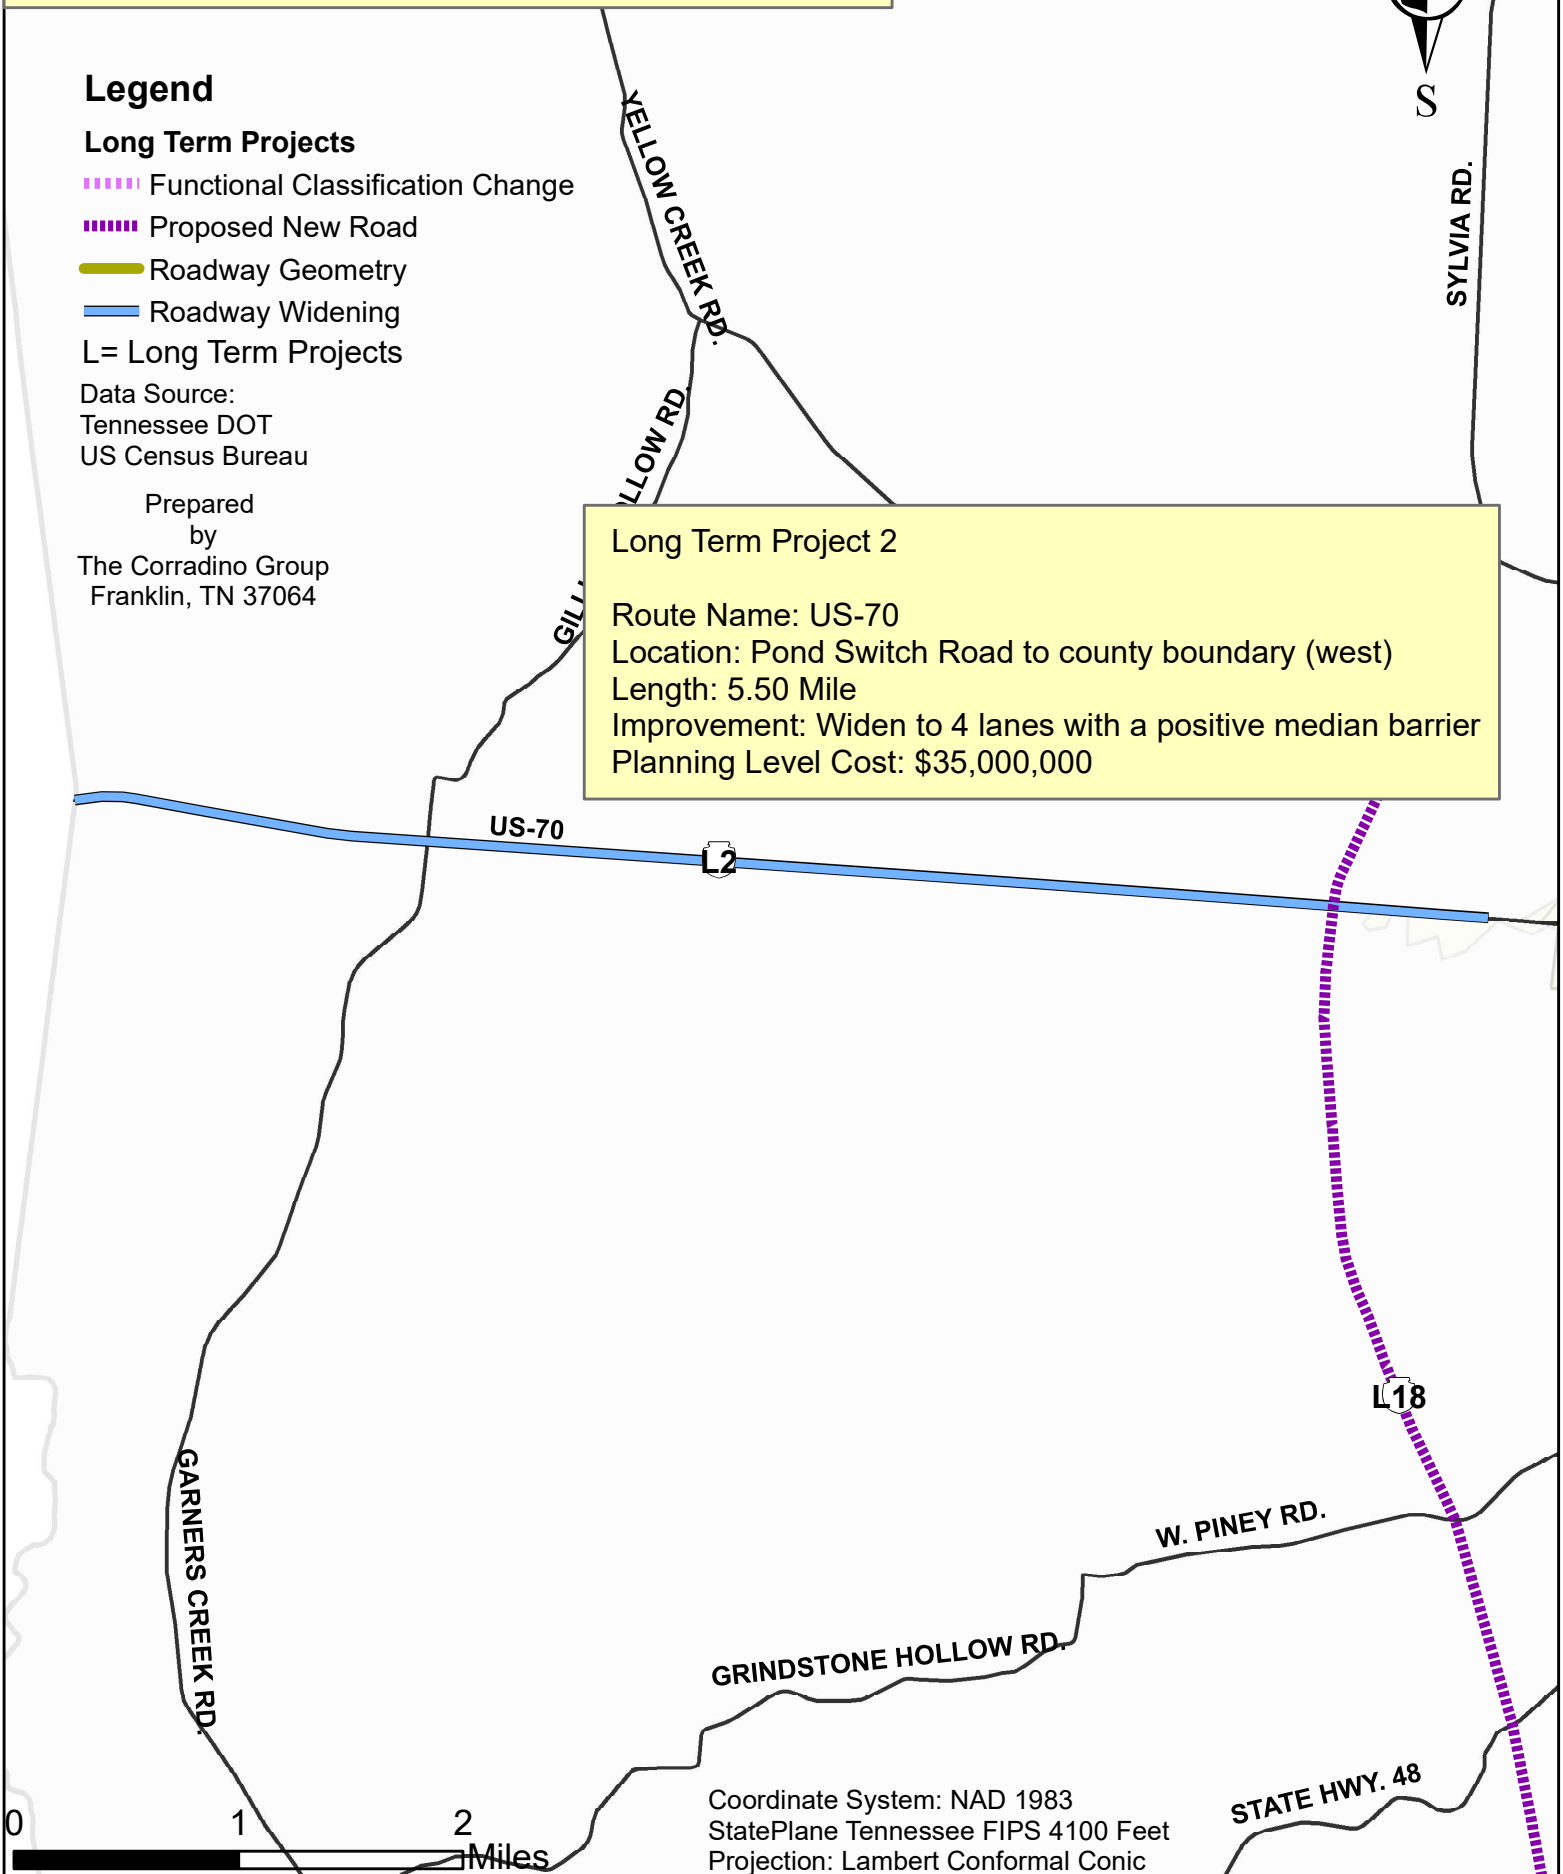 S
Legend
Long Term Projects
Functional Classification Change
Proposed New Road
Roadway Geometry
Roadway Widening
L= Long Term Projects
Data Source:
Tennessee DOT
US Census Bureau
Prepared
by
The Corradino Group
Franklin, TN 37064
YELLOW CREEK RD.
SYLVIA RD.
GILL
OLLOW RD.
Long Term Project 2
Route Name: US-70
Location: Pond Switch Road to county boundary (west)
Length: 5.50 Mile
Improvement: Widen to 4 lanes with a positive median barrier
Planning Level Cost: $35,000,000
US-70
L2
L18
GARNERS CREEK RD.
W. PINEY RD.
GRINDSTONE HOLLOW RD.
STATE HWY. 48
0 1 2
Miles
Coordinate System: NAD 1983
StatePlane Tennessee FIPS 4100 Feet
Projection: Lambert Conformal Conic